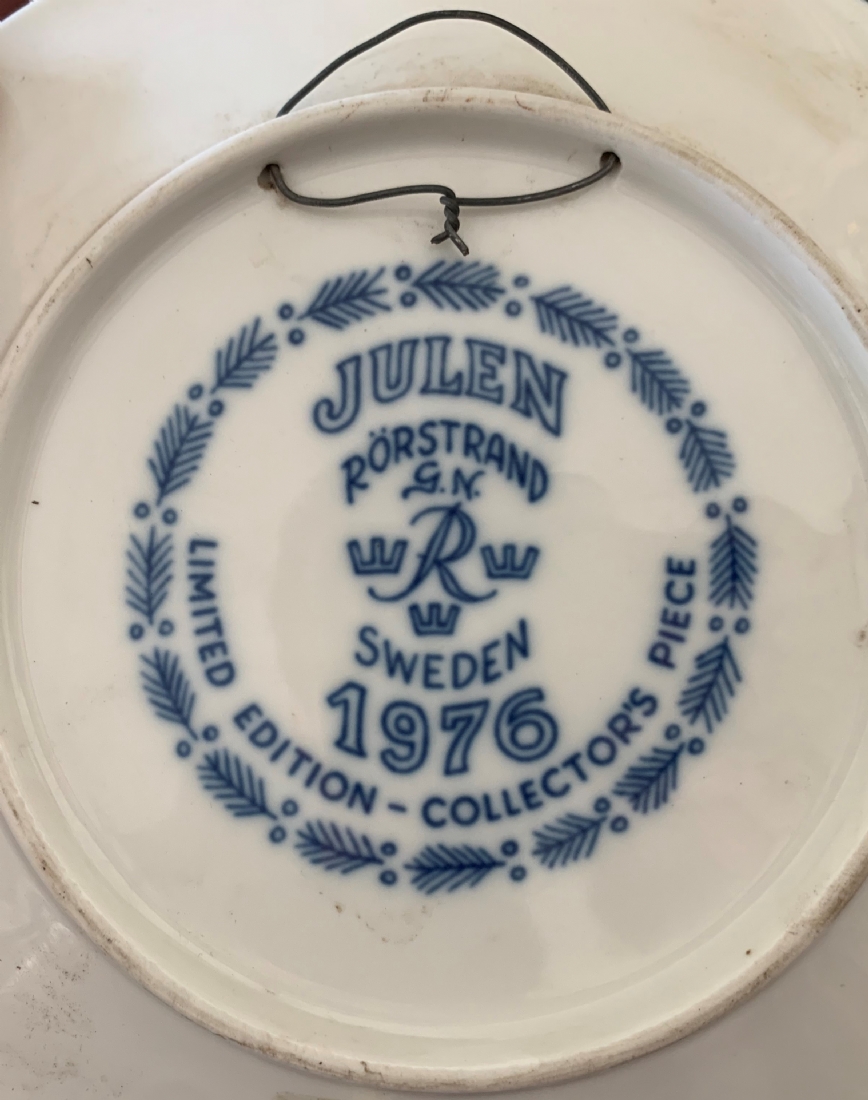 JULEN
RÖRSTRAND
G.N.
R
SWEDEN
1976
LIMITED EDITION – COLLECTOR'S PIECE